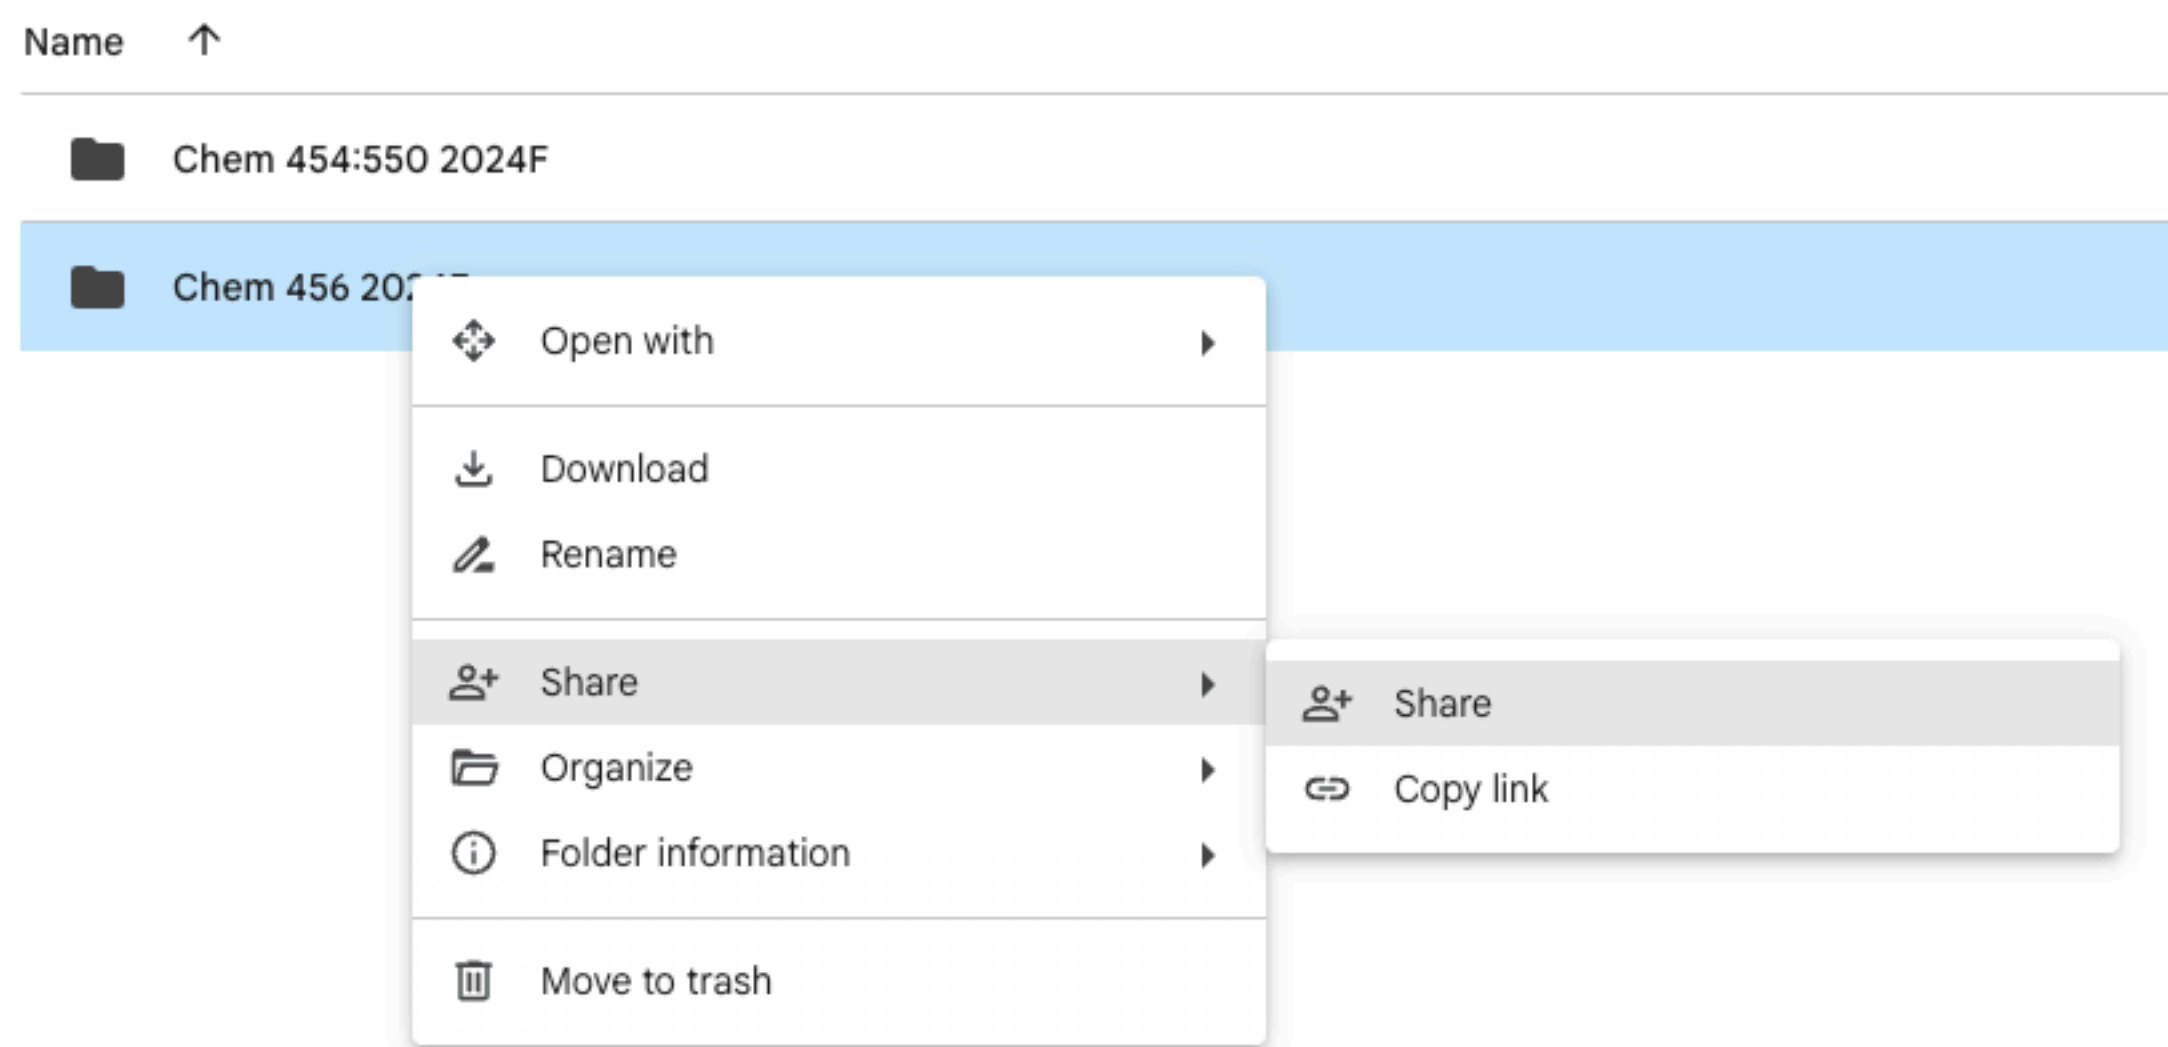 Name
Chem 454:550 2024F
Chem 456
Open with
Download
Rename
Share
Organize
Folder information
Move to trash
Share
Copy link